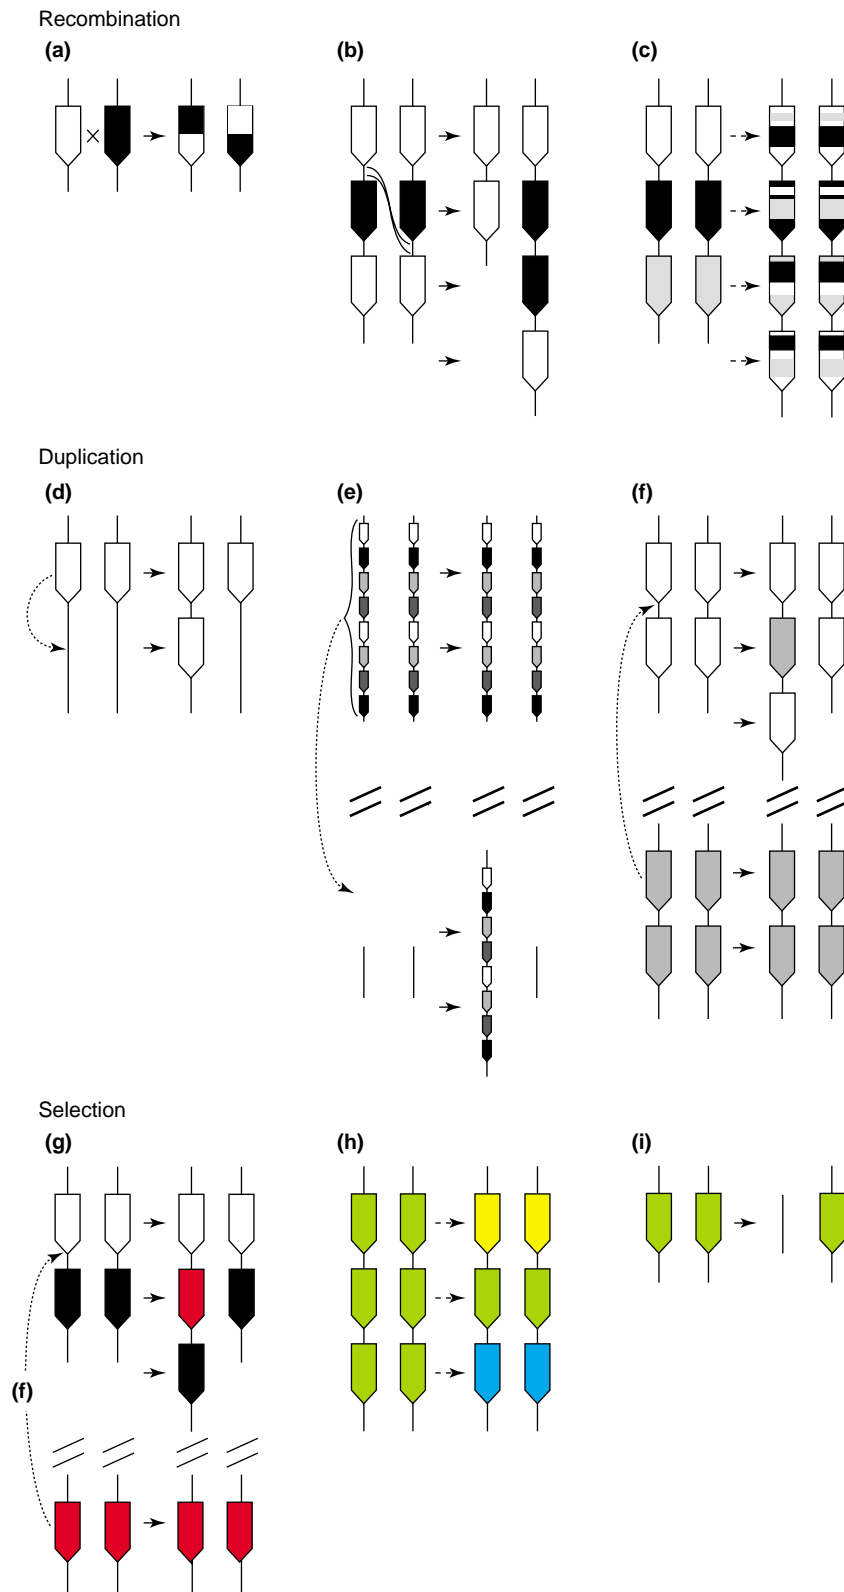 Recombination
(a)
(b)
(c)
Duplication
(d)
(e)
(f)
Selection
(g)
(h)
(i)
(f)